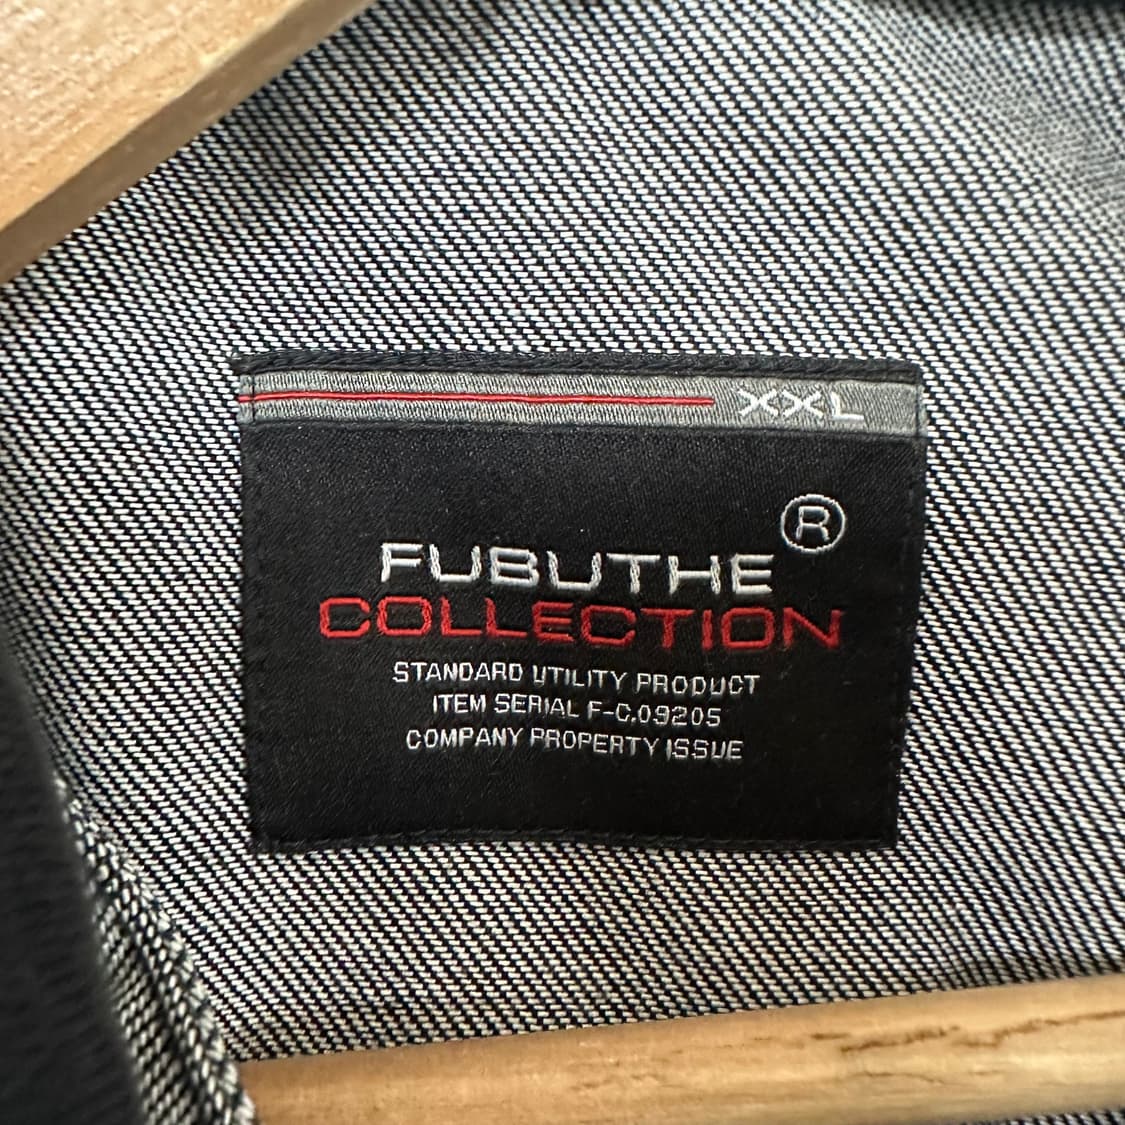 XXL
®
FUBUTHE
COLLECTION
STANDARD UTILITY PRODUCT
ITEM SERIAL F-C.09205
COMPANY PROPERTY ISSUE